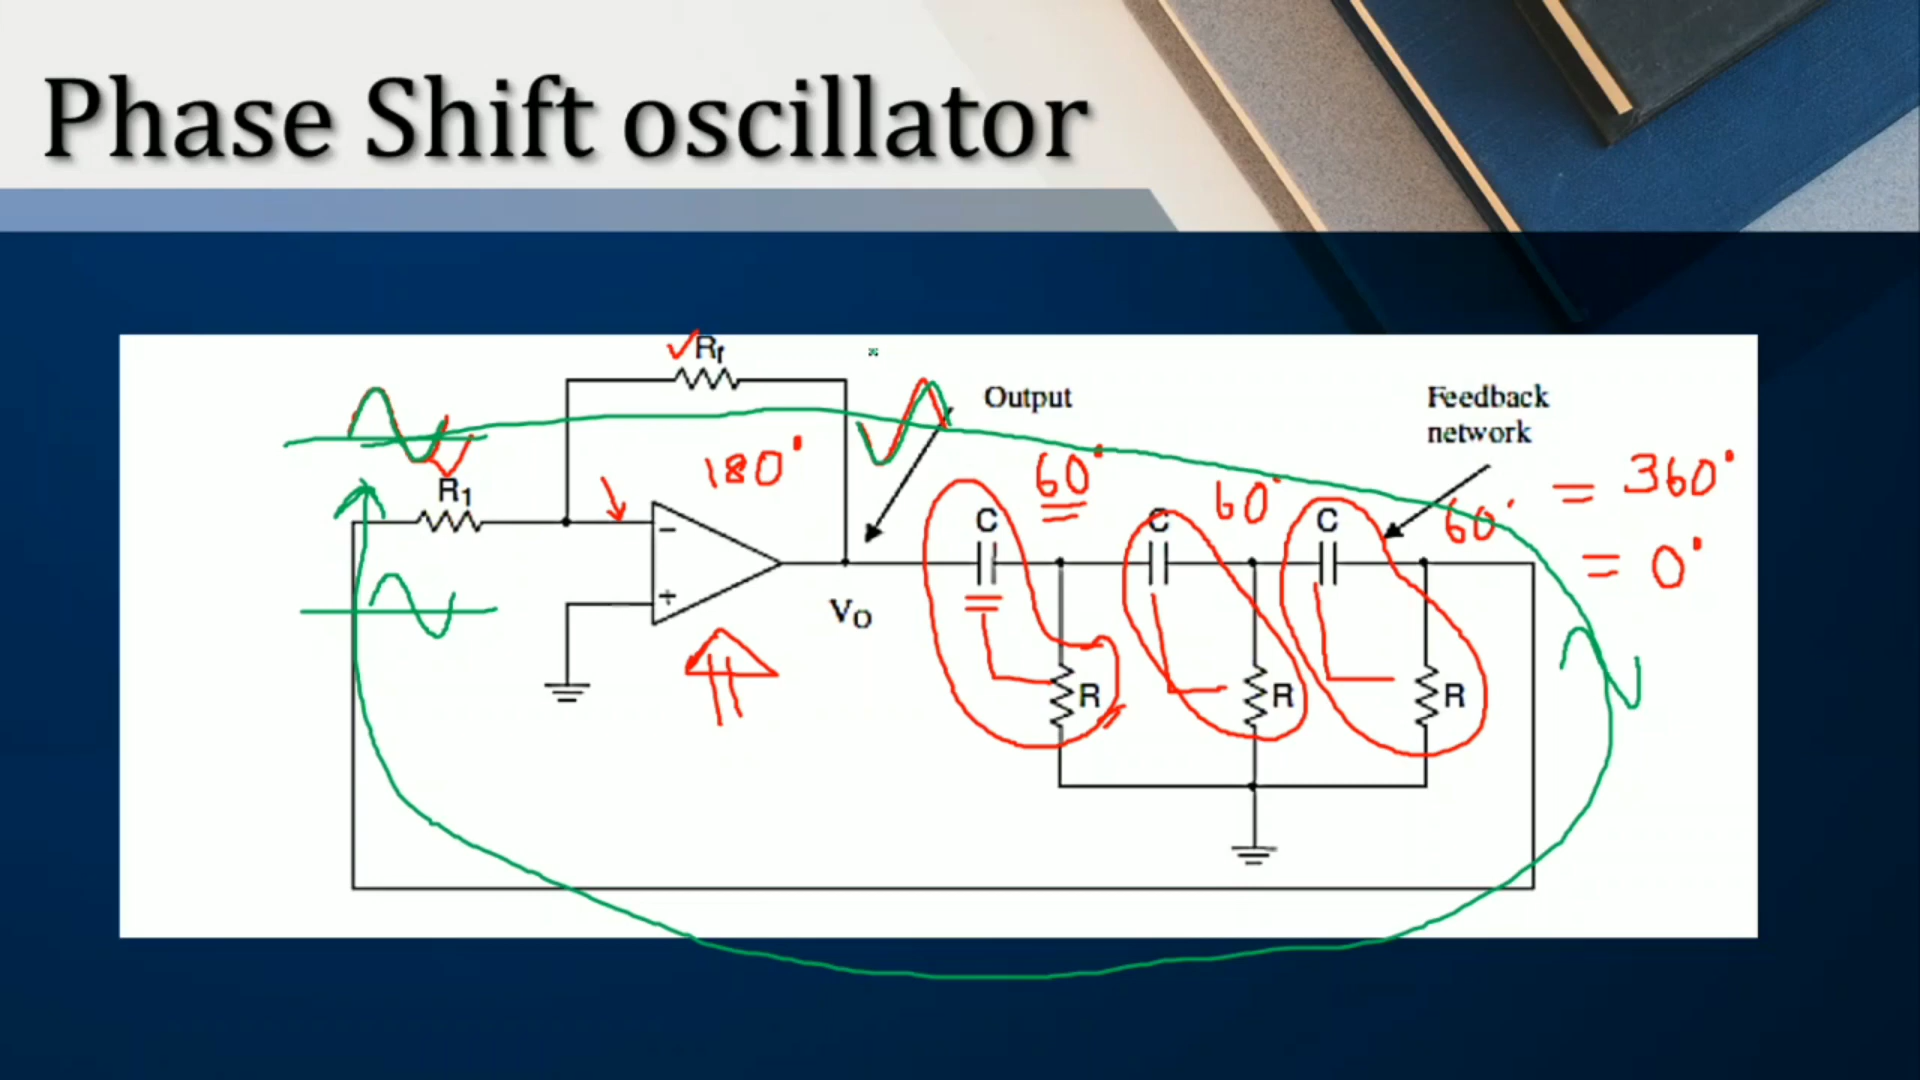 Phase Shift oscillator
Rf
Output
Feedback
network
180°
60°
60°
60°
= 360°
= 0°
R1
C
C
C
−
+
VO
R
R
R